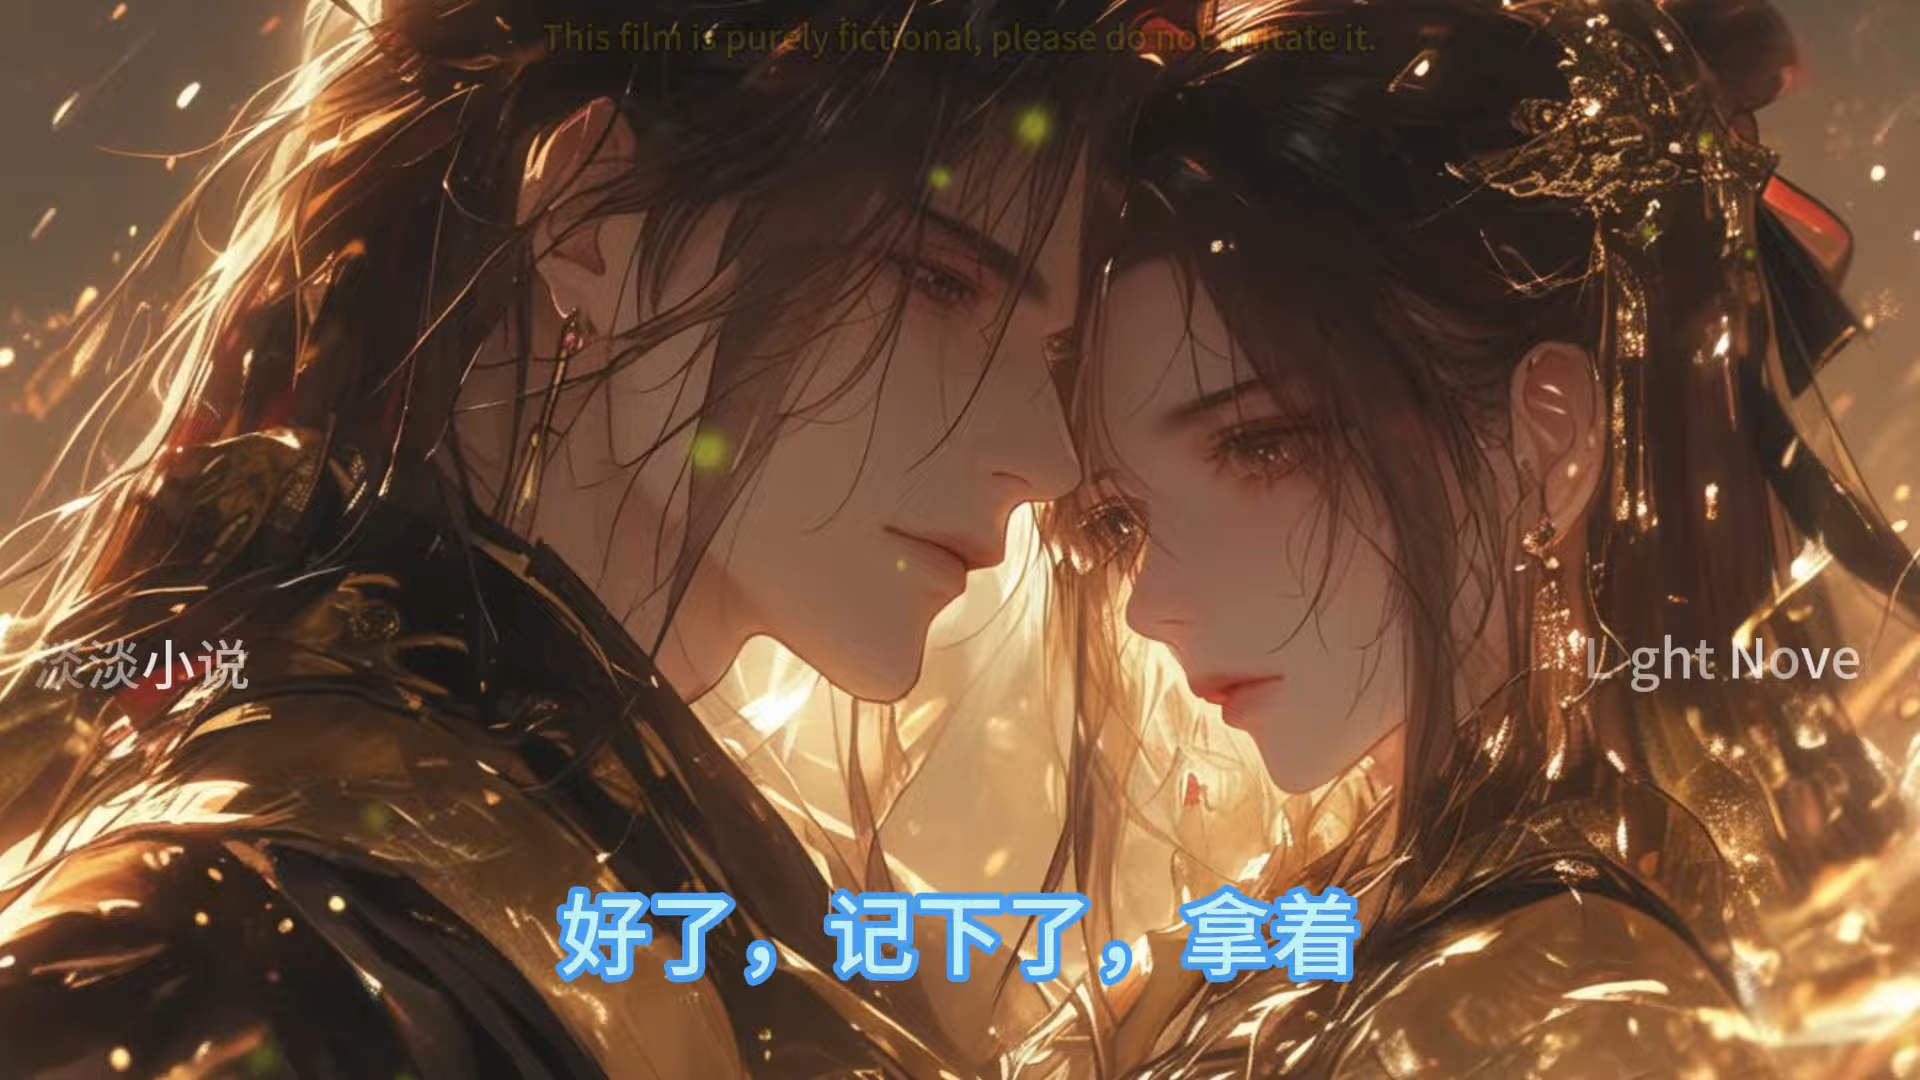 This film is purely fictional, please do not imitate it.
淡淡小说
L ght Nove
好了，记下了，拿着